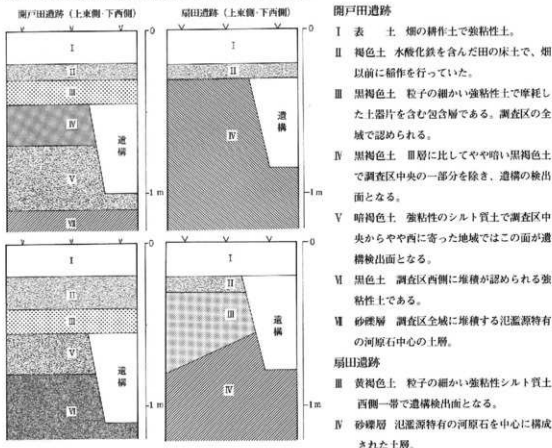 開戸田遺跡（上東側・下西側）
Ⅰ
Ⅱ
Ⅲ
Ⅳ
Ⅴ
Ⅶ
遺構
0
-1m
扇田遺跡（上東側・下西側）
Ⅰ
Ⅱ
Ⅳ
遺構
0
-1m
Ⅰ
Ⅱ
Ⅲ
Ⅴ
Ⅵ
遺構
0
-1m
Ⅰ
Ⅱ
Ⅲ
Ⅳ
遺構
0
-1m
開戸田遺跡
Ⅰ 表 土 畑の耕作土で強粘性土。
Ⅱ 褐色土 水酸化鉄を含んだ田の床土で、畑
以前に稲作を行っていた。
Ⅲ 黒褐色土 粒子の細かい強粘性土で摩耗し
た土器片を含む包含層である。調査区の全
域で認められる。
Ⅳ 黒褐色土 Ⅲ層に比してやや暗い黒褐色土
で調査区中央の一部分を除き、遺構の検出
面となる。
Ⅴ 暗褐色土 強粘性のシルト質土で調査区中
央からやや西に寄った地域ではこの面が遺
構検出面となる。
Ⅵ 黒色土 調査区西側に堆積が認められる強
粘性土である。
Ⅶ 砂礫層 調査区全域に堆積する氾濫源特有
の河原石中心の土層。
扇田遺跡
Ⅲ 黄褐色土 粒子の細かい強粘性シルト質土
西側一帯で遺構検出面となる。
Ⅳ 砂礫層 氾濫源特有の河原石を中心に構成
された土層。